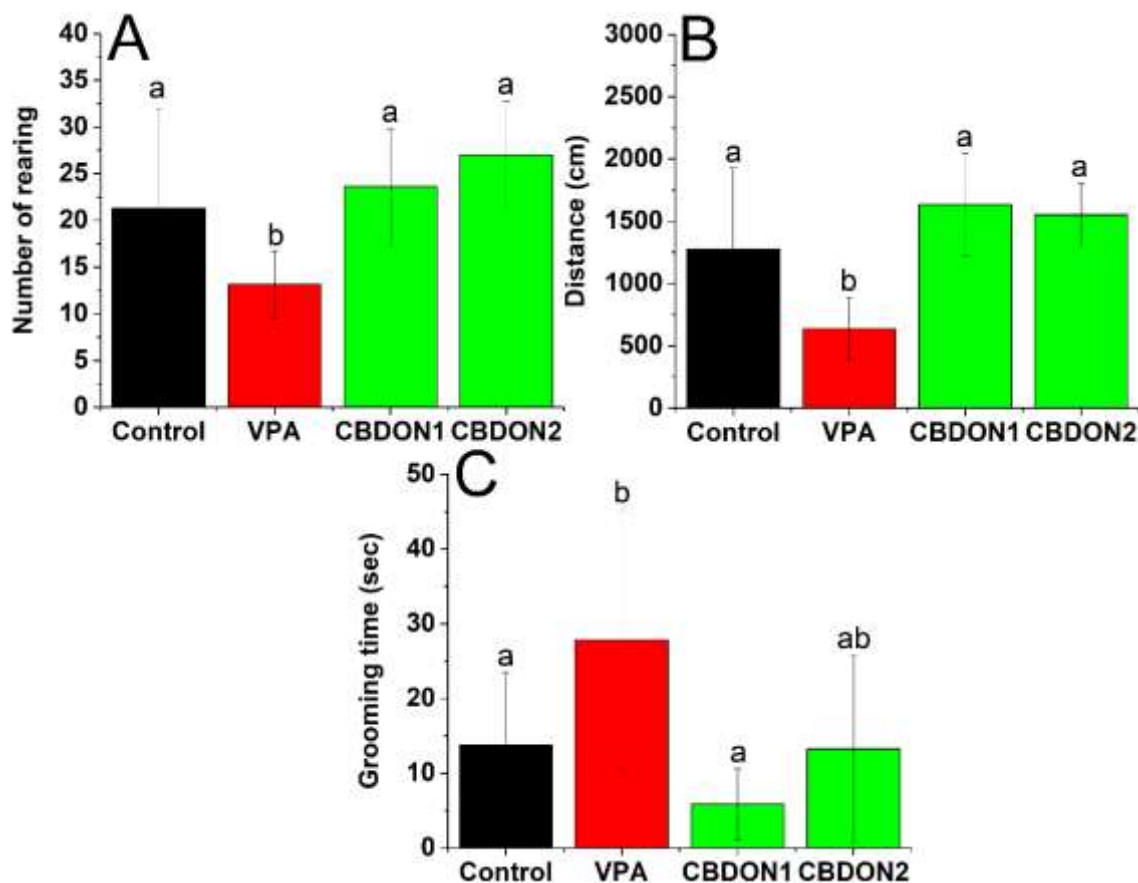 A
Number of rearing
40
35
30
25
20
15
10
5
0
a
b
a
a
Control VPA CBDON1 CBDON2
B
Distance (cm)
3000
2500
2000
1500
1000
500
0
a
b
a
a
Control VPA CBDON1 CBDON2
C
Grooming time (sec)
50
40
30
20
10
0
a
b
a
ab
Control VPA CBDON1 CBDON2